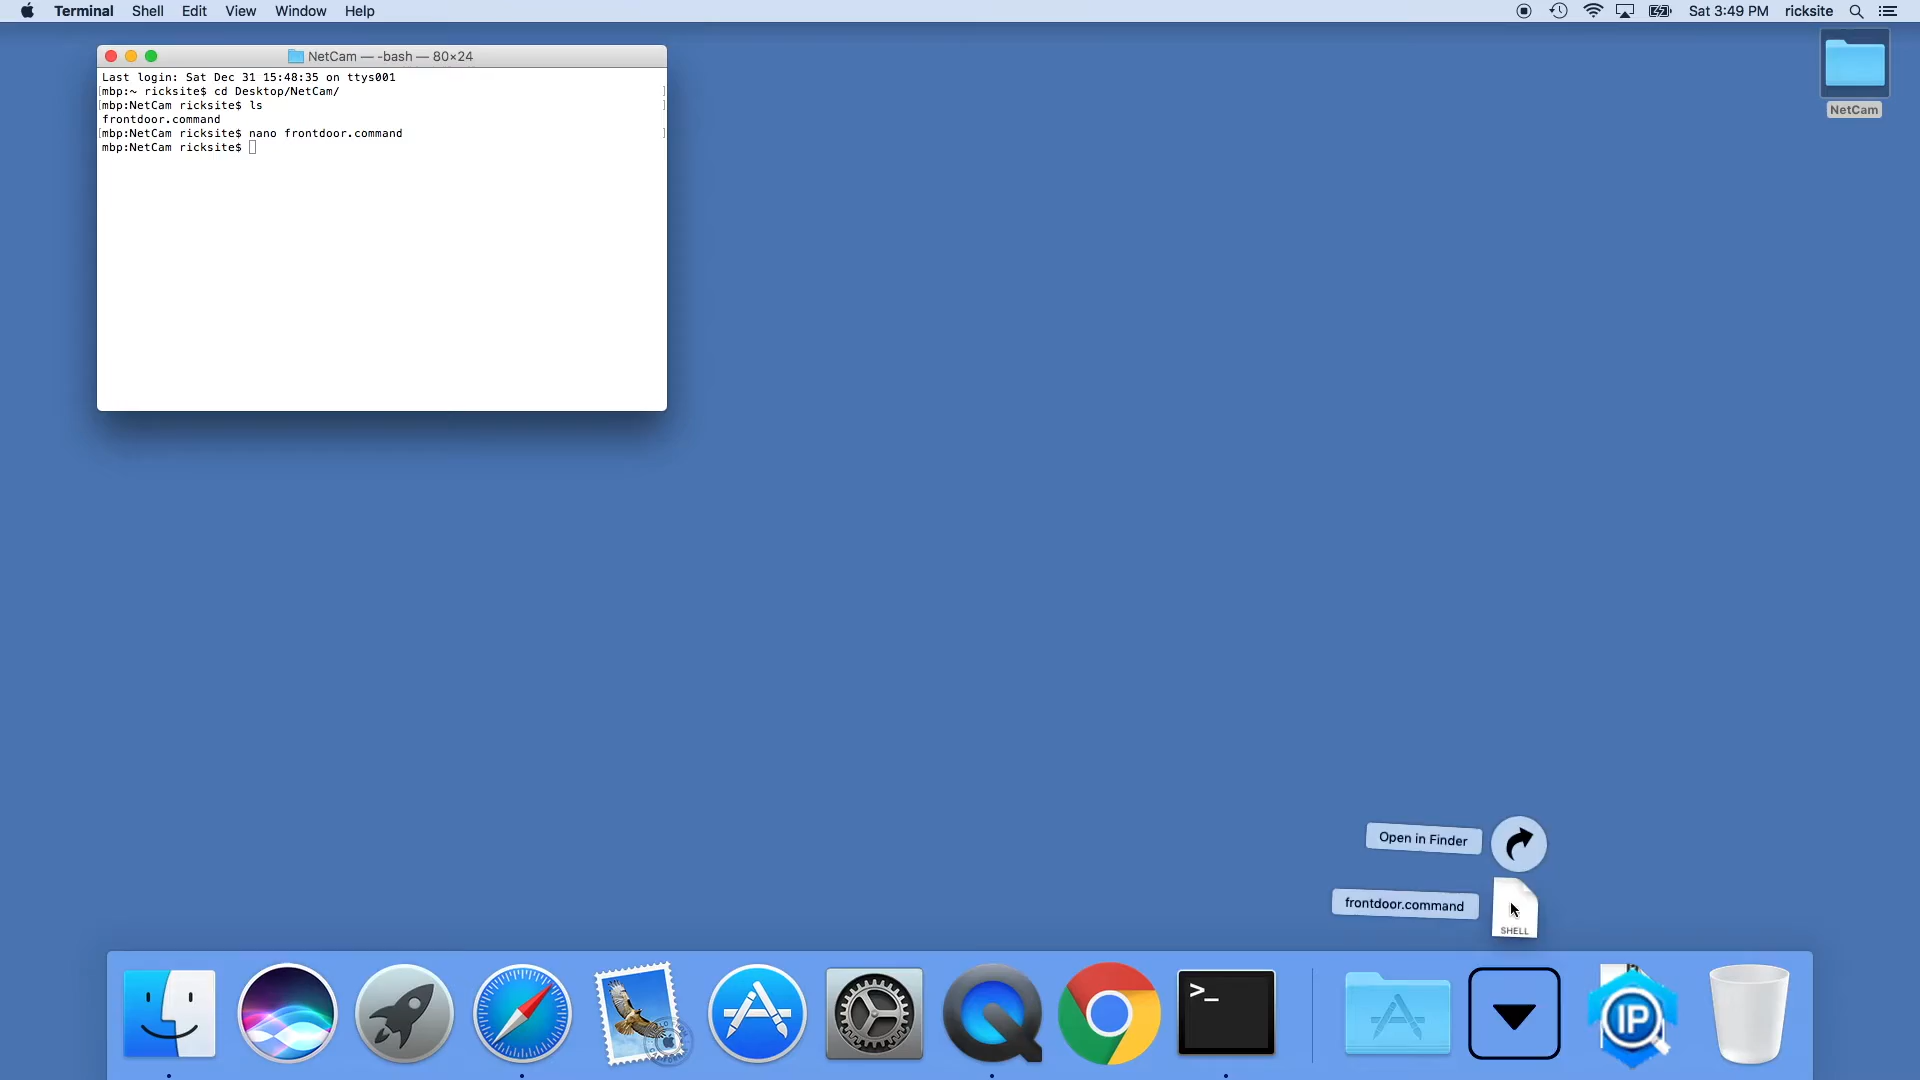 Terminal Shell Edit View Window Help Sat 3:49 PM ricksite
NetCam — -bash — 80×24
Last login: Sat Dec 31 15:48:35 on ttys001
[mbp:~ ricksite$ cd Desktop/NetCam/ ]
[mbp:NetCam ricksite$ ls ]
frontdoor.command
[mbp:NetCam ricksite$ nano frontdoor.command ]
mbp:NetCam ricksite$
NetCam
Open in Finder
frontdoor.command
SHELL
>_
IP